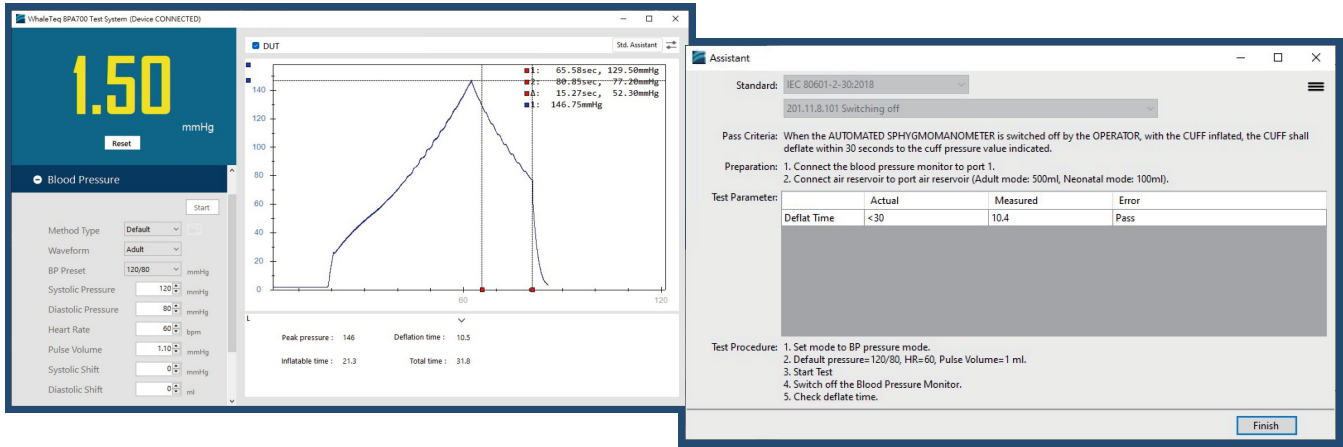 WhaleTeq BPA700 Test System (Device CONNECTED)
1.50
mmHg
Reset
Blood Pressure
Start
Method Type Default
Waveform Adult
BP Preset 120/80 mmHg
Systolic Pressure 120 mmHg
Diastolic Pressure 80 mmHg
Heart Rate 60 bpm
Pulse Volume 1.10 mmHg
Systolic Shift 0 mmHg
Diastolic Shift 0 ml
DUT
Std. Assistant
1: 65.58sec, 129.50mmHg
2: 80.85sec, 77.20mmHg
Δ: 15.27sec, 52.30mmHg
1: 146.75mmHg
140
120
100
80
60
40
20
0
60 120
L
Peak pressure : 146 Deflation time : 10.5
Inflatable time : 21.3 Total time : 31.8
Assistant
Standard: IEC 80601-2-30:2018
201.11.8.101 Switching off
Pass Criteria: When the AUTOMATED SPHYGMOMANOMETER is switched off by the OPERATOR, with the CUFF inflated, the CUFF shall
deflate within 30 seconds to the cuff pressure value indicated.
Preparation: 1. Connect the blood pressure monitor to port 1.
2. Connect air reservoir to port air reservoir (Adult mode: 500ml, Neonatal mode: 100ml).
Test Parameter:
Actual Measured Error
Deflat Time <30 10.4 Pass
Test Procedure: 1. Set mode to BP pressure mode.
2. Default pressure=120/80, HR=60, Pulse Volume=1 ml.
3. Start Test
4. Switch off the Blood Pressure Monitor.
5. Check deflate time.
Finish